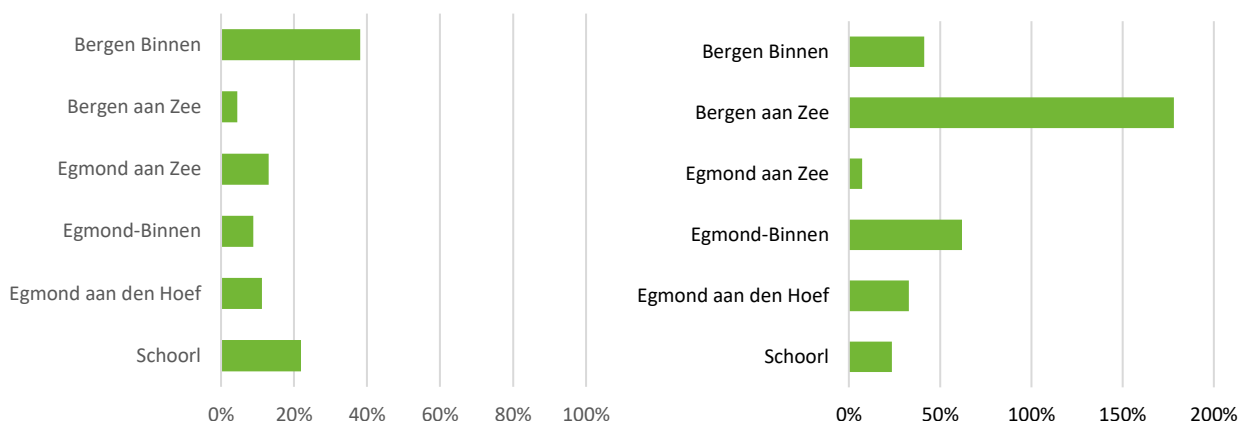 Bergen Binnen
Bergen aan Zee
Egmond aan Zee
Egmond-Binnen
Egmond aan den Hoef
Schoorl
0% 20% 40% 60% 80% 100%
Bergen Binnen
Bergen aan Zee
Egmond aan Zee
Egmond-Binnen
Egmond aan den Hoef
Schoorl
0% 50% 100% 150% 200%